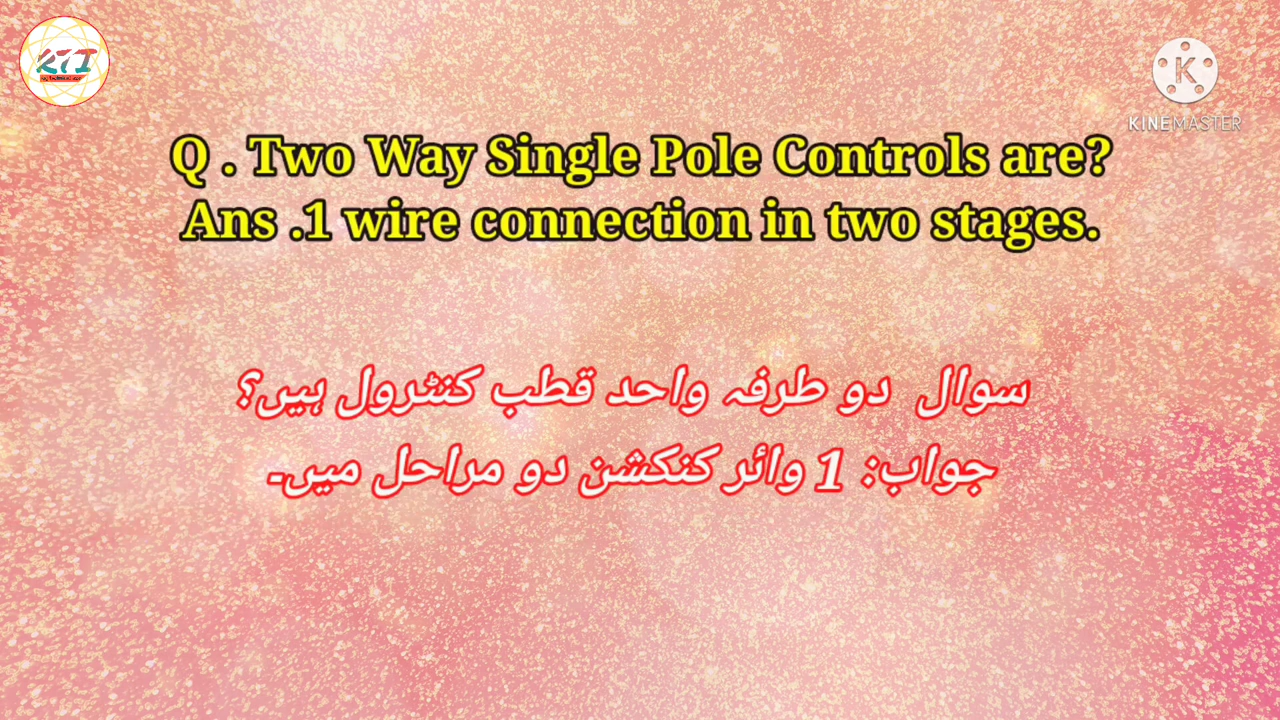 KTI
KINEMASTER
Q . Two Way Single Pole Controls are?
Ans .1 wire connection in two stages.
سوال دو طرفہ واحد قطب کنٹرول ہیں؟
جواب: 1 وائر کنکشن دو مراحل میں۔